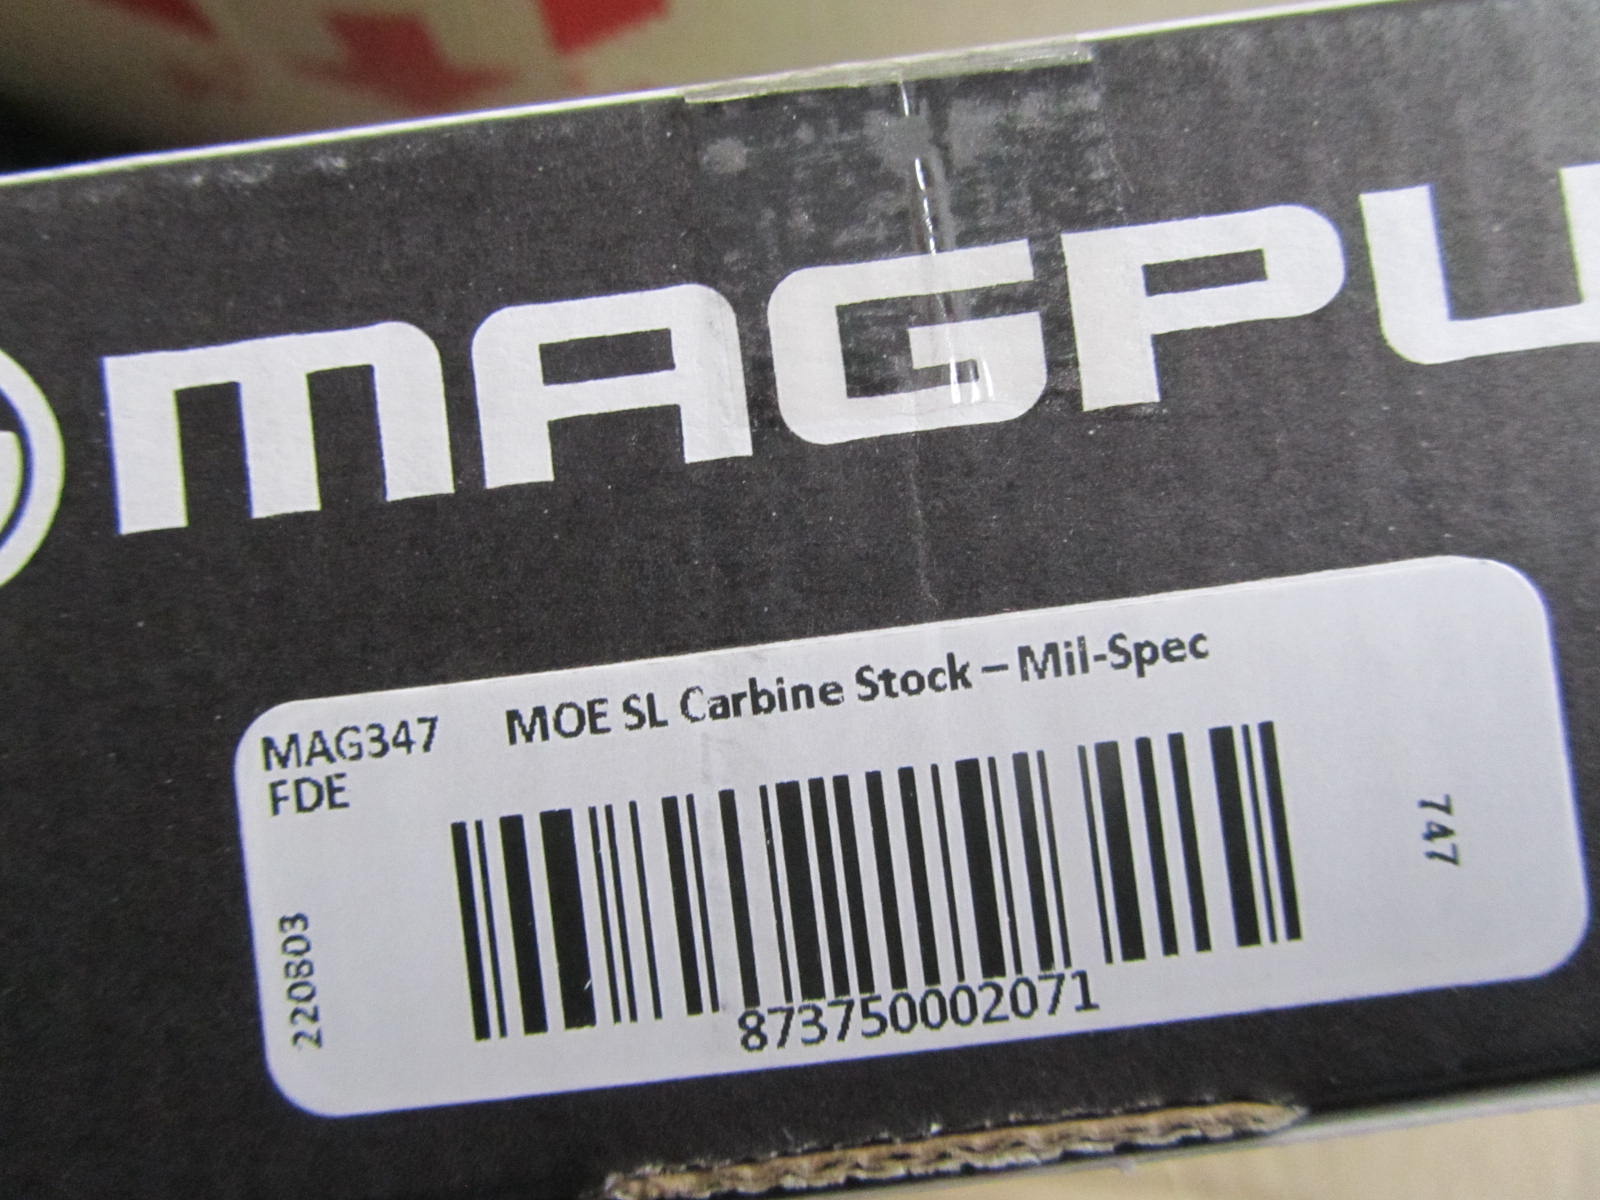 MAGPU
MAG347 MOE SL Carbine Stock – Mil-Spec
FDE
220803
873750002071
747